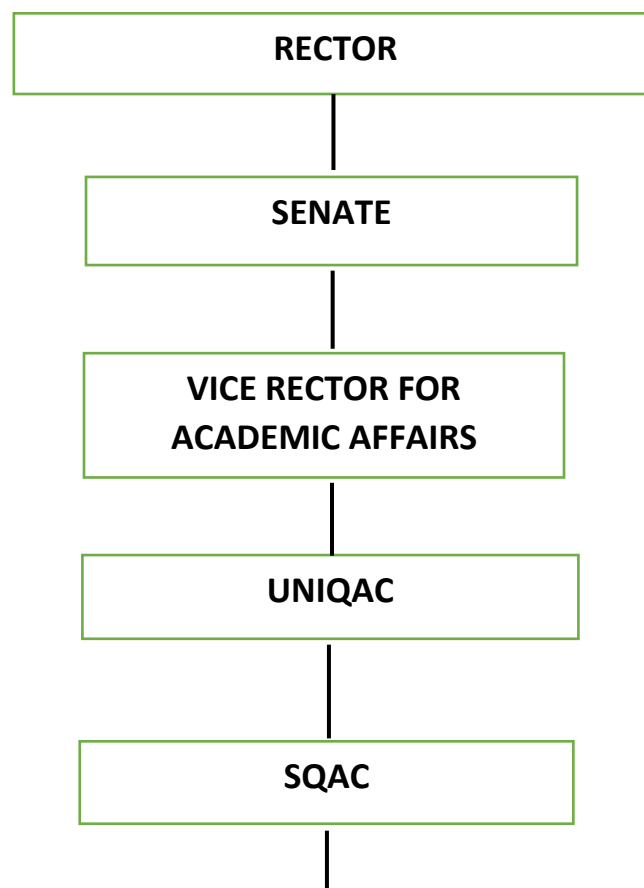 RECTOR
SENATE
VICE RECTOR FOR
ACADEMIC AFFAIRS
UNIQAC
SQAC